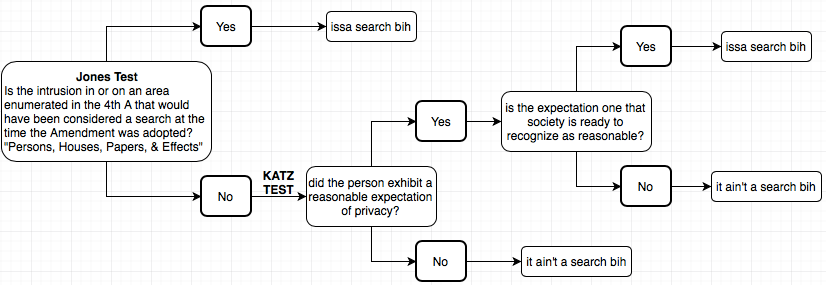 Yes
issa search bih
Jones Test
Is the intrusion in or on an area
enumerated in the 4th A that would
have been considered a search at the
time the Amendment was adopted?
"Persons, Houses, Papers, & Effects"
No
KATZ
TEST
did the person exhibit a
reasonable expectation
of privacy?
Yes
is the expectation one that
society is ready to
recognize as reasonable?
Yes
issa search bih
No
it ain't a search bih
No
it ain't a search bih